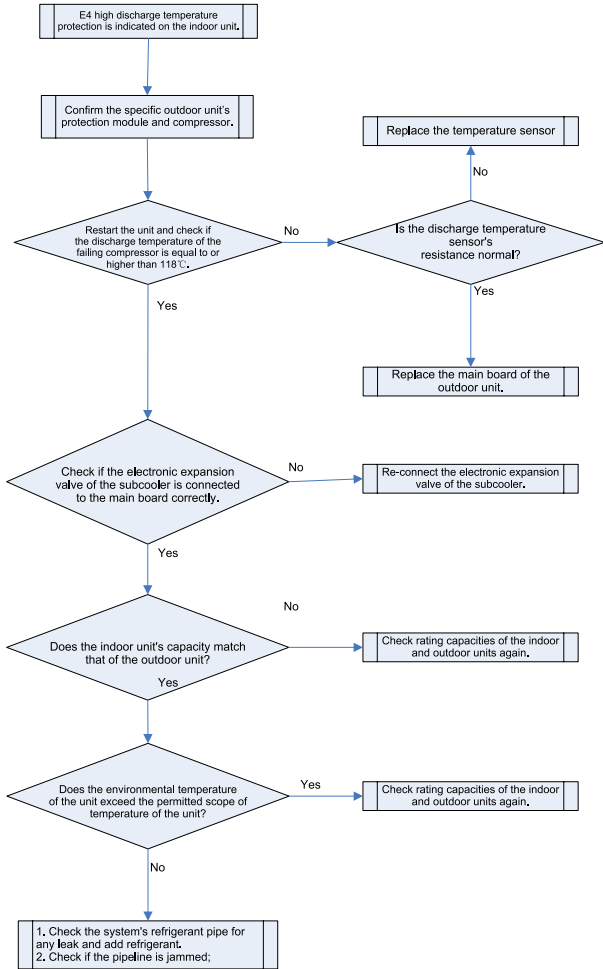 E4 high discharge temperature
protection is indicated on the indoor unit.
Confirm the specific outdoor unit's
protection module and compressor.
Replace the temperature sensor
No
Restart the unit and check if
the discharge temperature of the
failing compressor is equal to or
higher than 118℃.
No
Is the discharge temperature
sensor's
resistance normal?
Yes
Yes
Replace the main board of the
outdoor unit.
Check if the electronic expansion
valve of the subcooler is connected
to the main board correctly.
No
Re-connect the electronic expansion
valve of the subcooler.
Yes
Does the indoor unit's capacity match
that of the outdoor unit?
No
Check rating capacities of the indoor
and outdoor units again.
Yes
Does the environmental temperature
of the unit exceed the permitted scope of
temperature of the unit?
Yes
Check rating capacities of the indoor
and outdoor units again.
No
1. Check the system's refrigerant pipe for
any leak and add refrigerant.
2. Check if the pipeline is jammed;